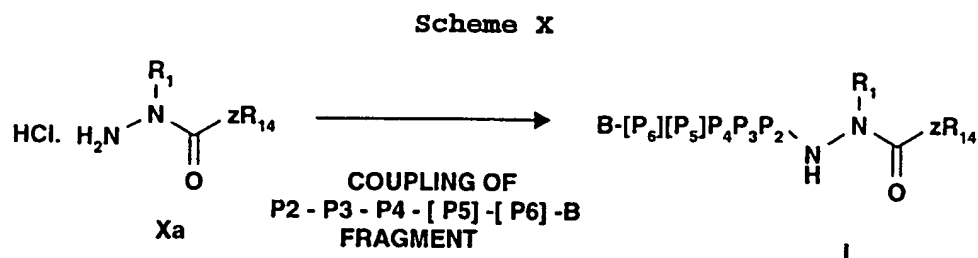 Scheme X
R₁
HCl. H₂N N zR₁₄
O
Xa
COUPLING OF
P2 - P3 - P4 - [ P5] -[ P6] -B
FRAGMENT
R₁
B-[P₆][P₅]P₄P₃P₂ N zR₁₄
N
H
O
I